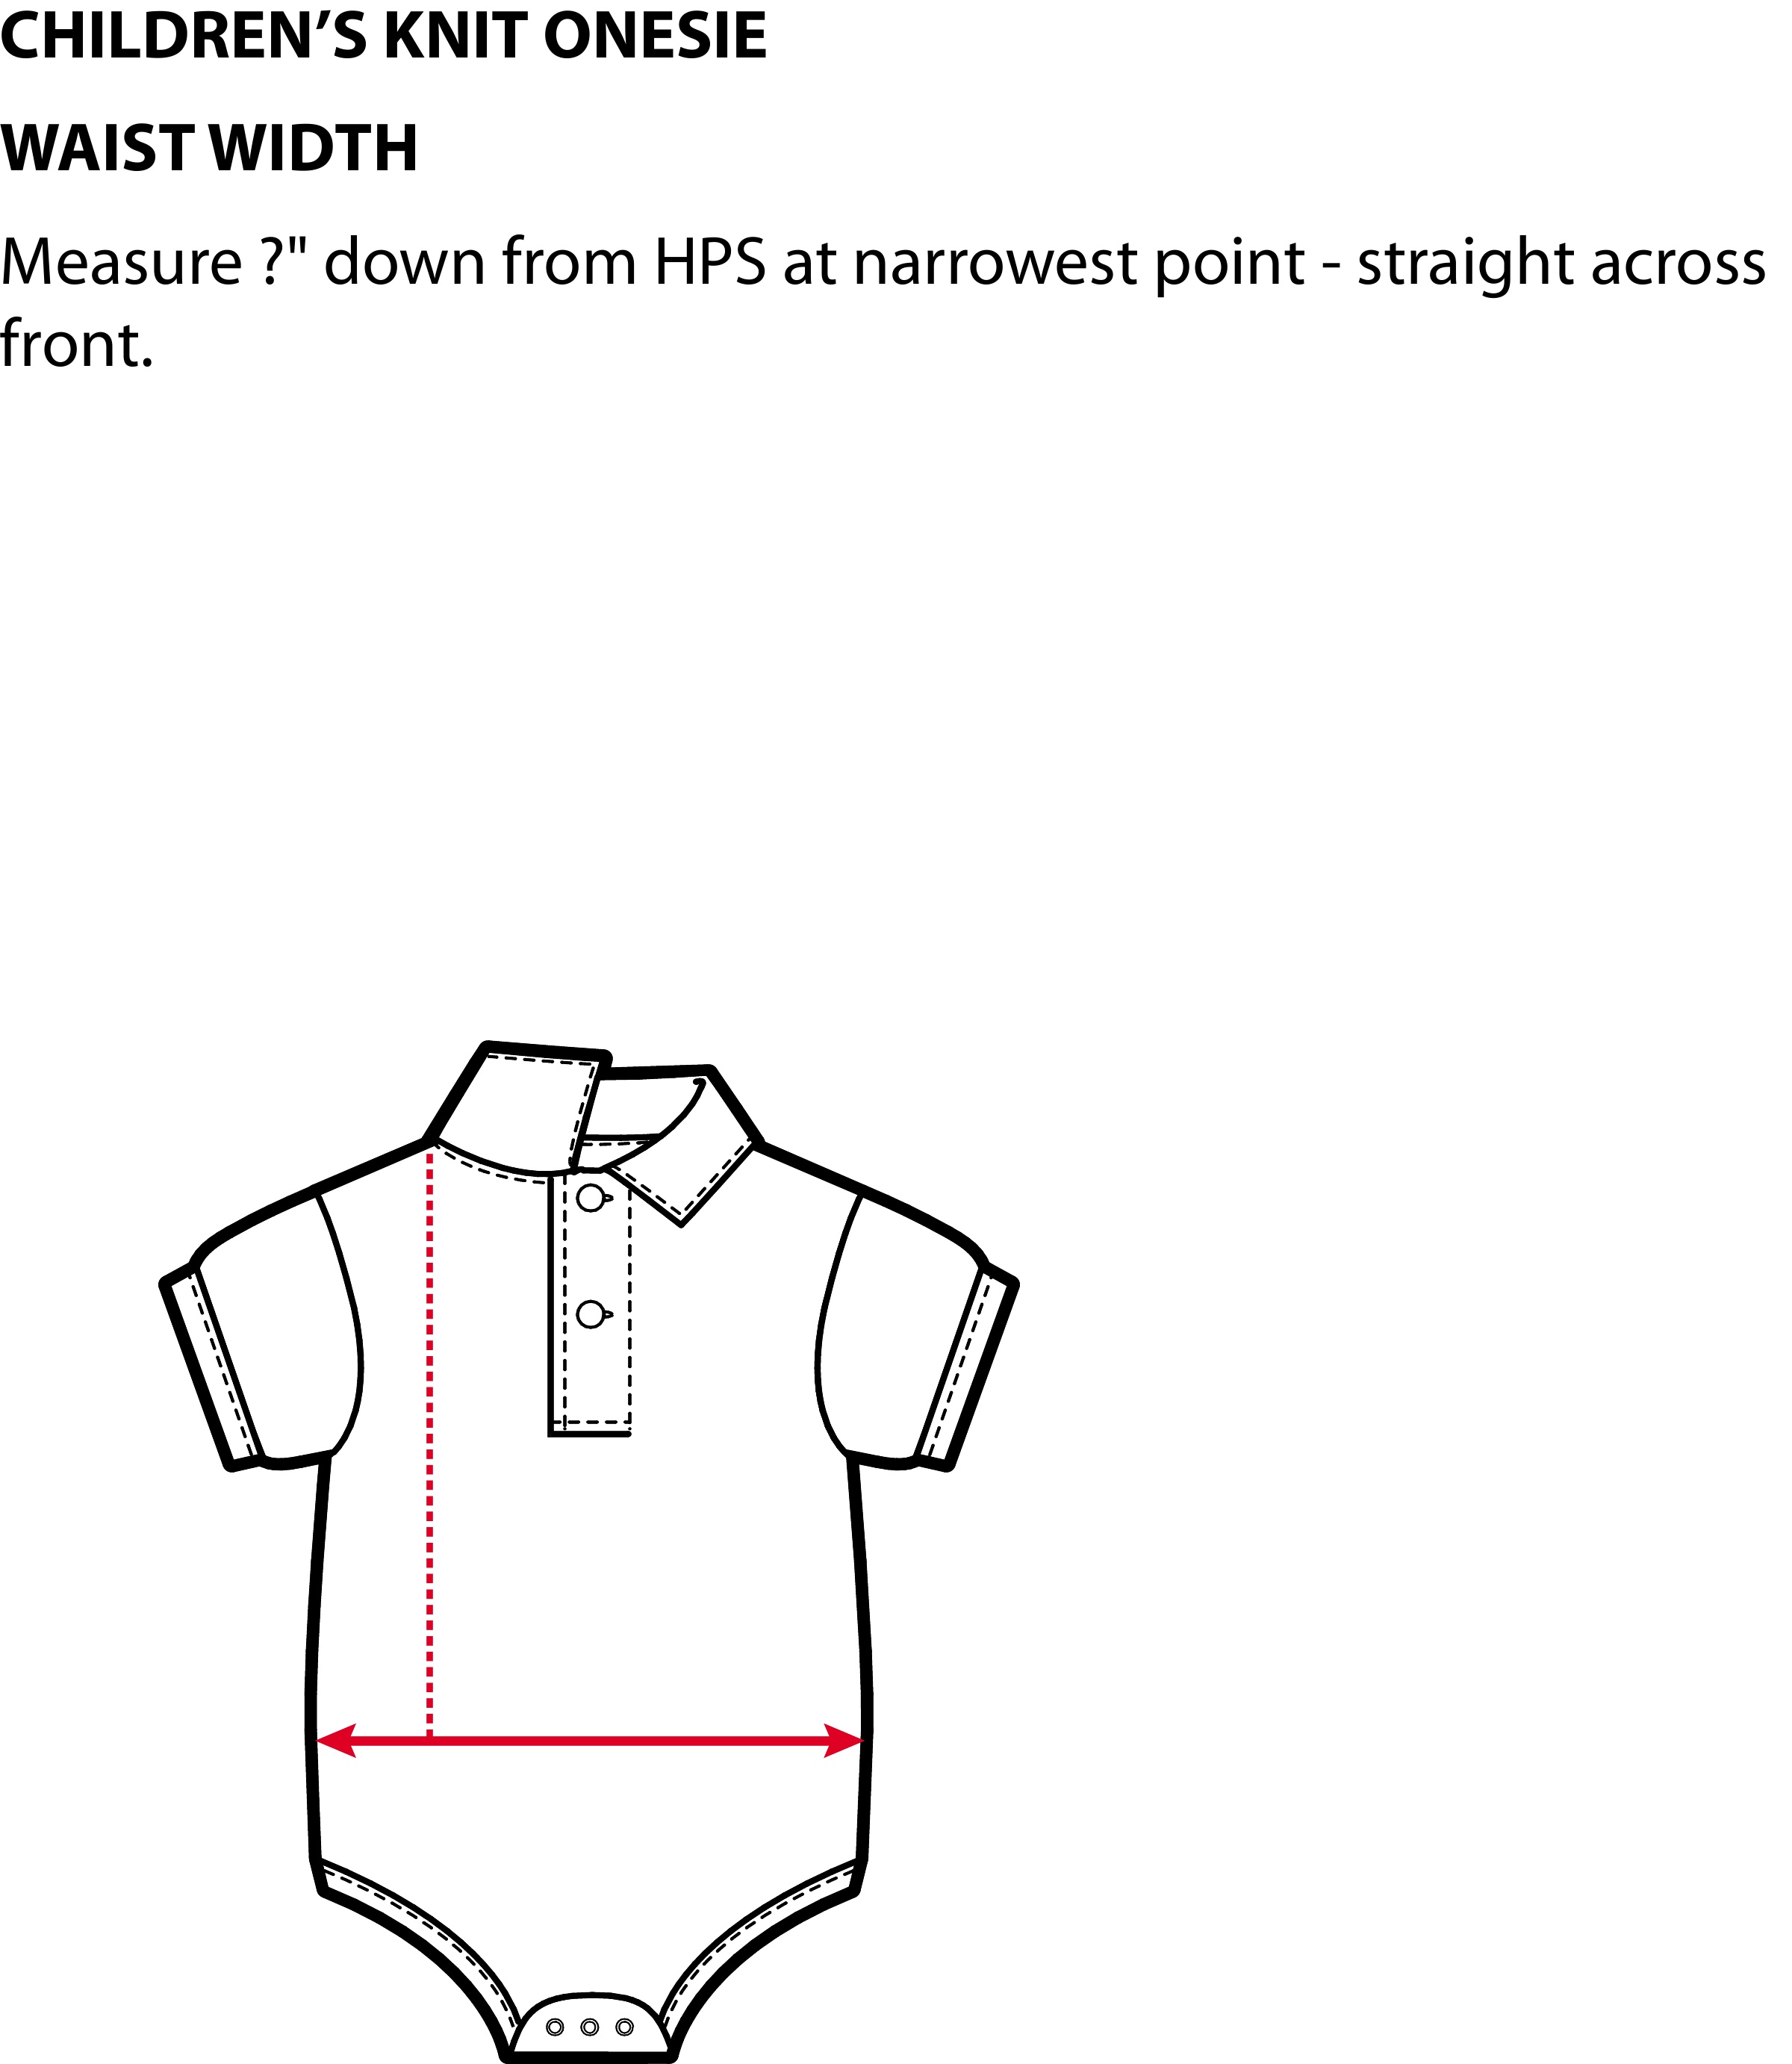 CHILDREN’S KNIT ONESIE
WAIST WIDTH
Measure ?" down from HPS at narrowest point - straight across
front.